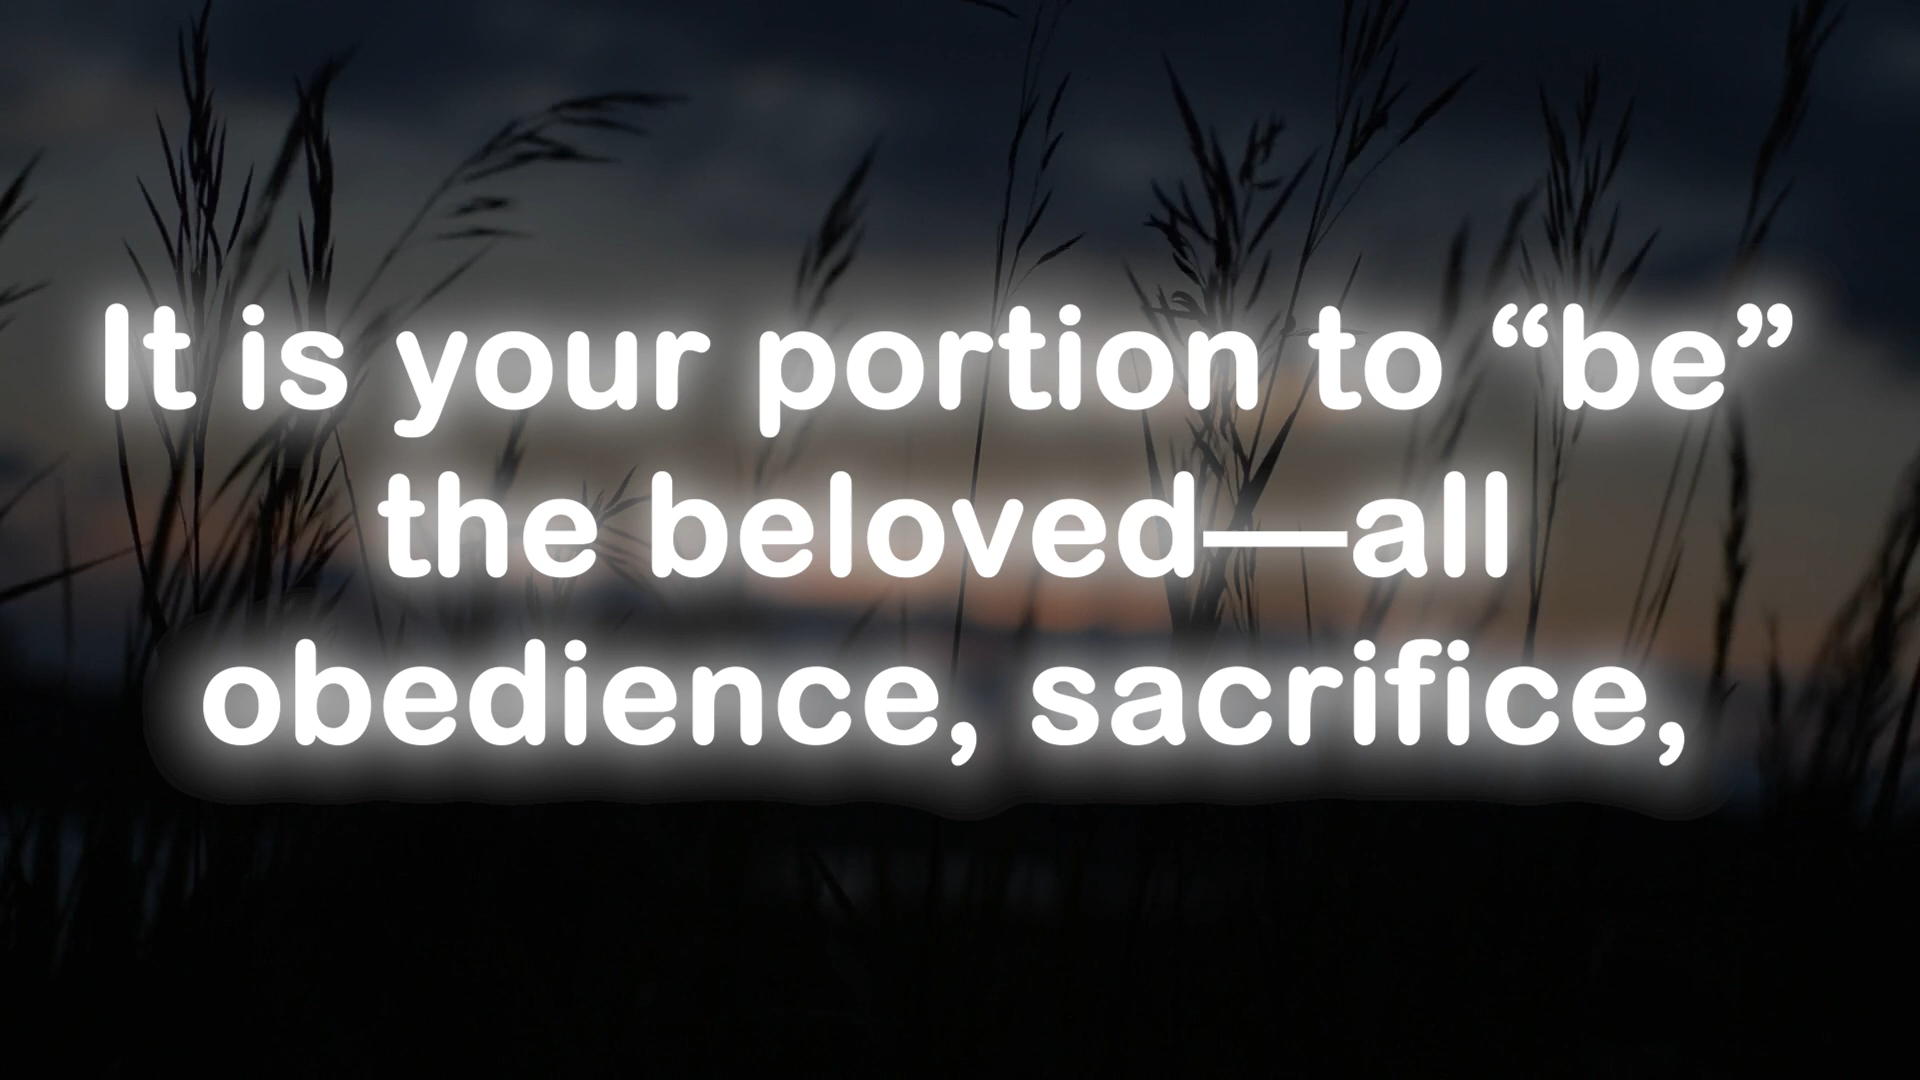 It is your portion to “be”
the beloved—all
obedience, sacrifice,